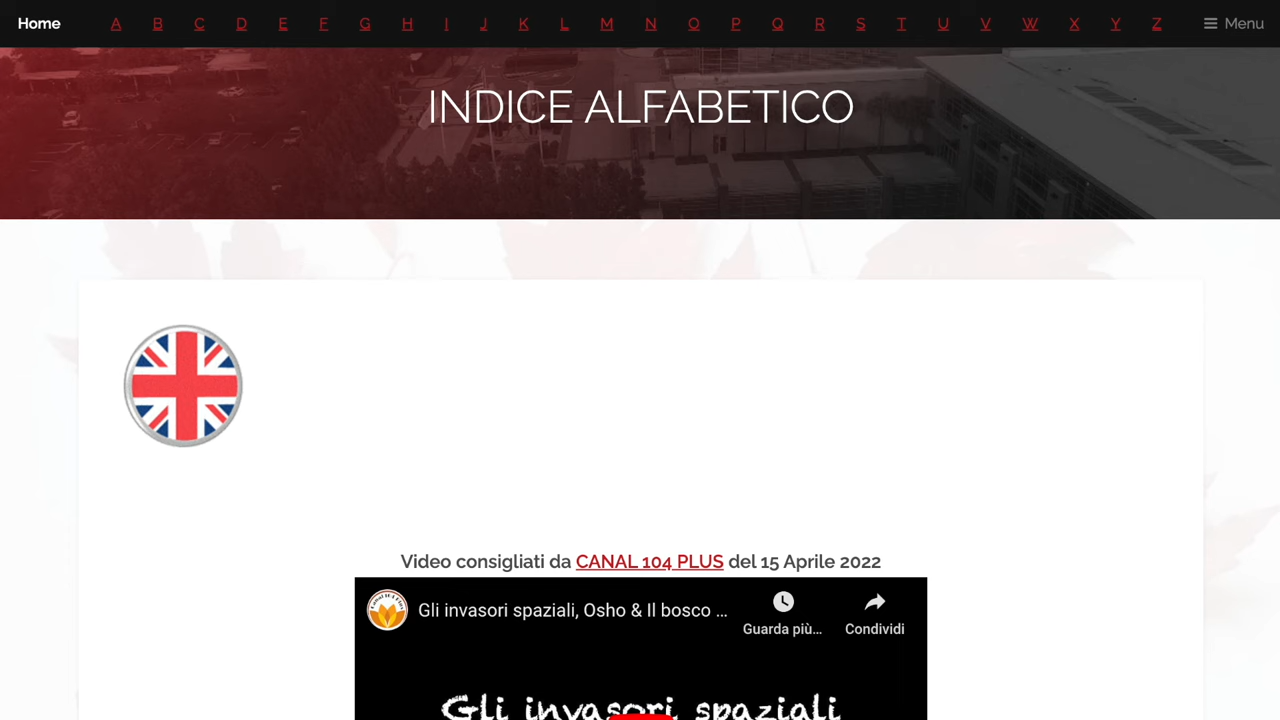 Home A B C D E F G H I J K L M N O P Q R S T U V W X Y Z Menu
INDICE ALFABETICO
Video consigliati da CANAL 104 PLUS del 15 Aprile 2022
Gli invasori spaziali, Osho & Il bosco ...
Guarda più... Condividi
Gli invasori spaziali